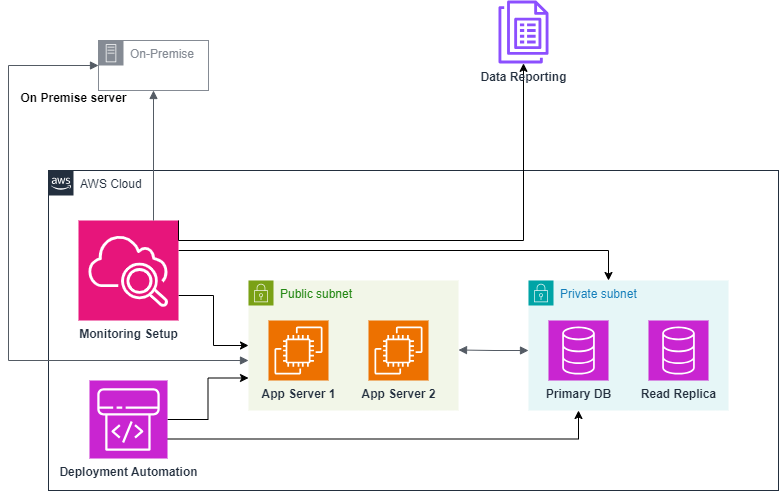 Data Reporting
On-Premise
On Premise server
aws
AWS Cloud
Monitoring Setup
Public subnet
Private subnet
App Server 1
App Server 2
Primary DB
Read Replica
</>
Deployment Automation